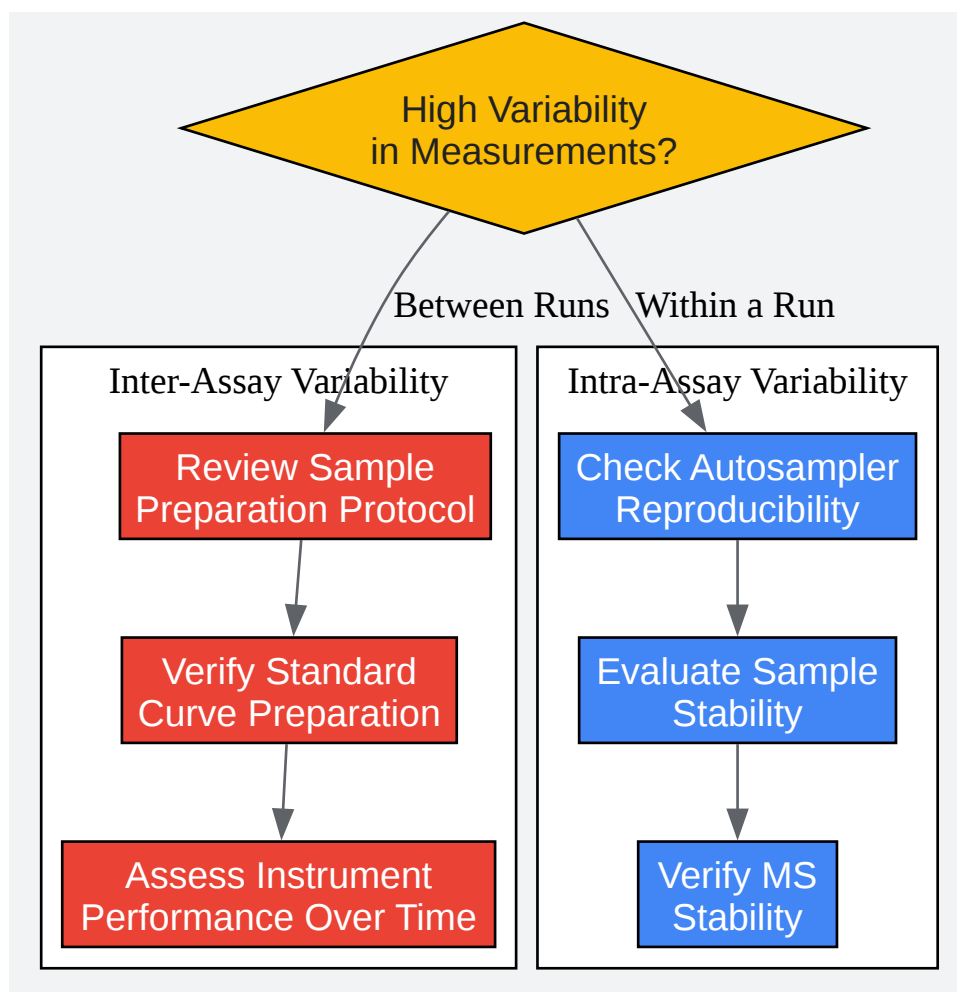 High Variability
in Measurements?
Between Runs
Within a Run
Inter-Assay Variability
Review Sample
Preparation Protocol
Verify Standard
Curve Preparation
Assess Instrument
Performance Over Time
Intra-Assay Variability
Check Autosampler
Reproducibility
Evaluate Sample
Stability
Verify MS
Stability